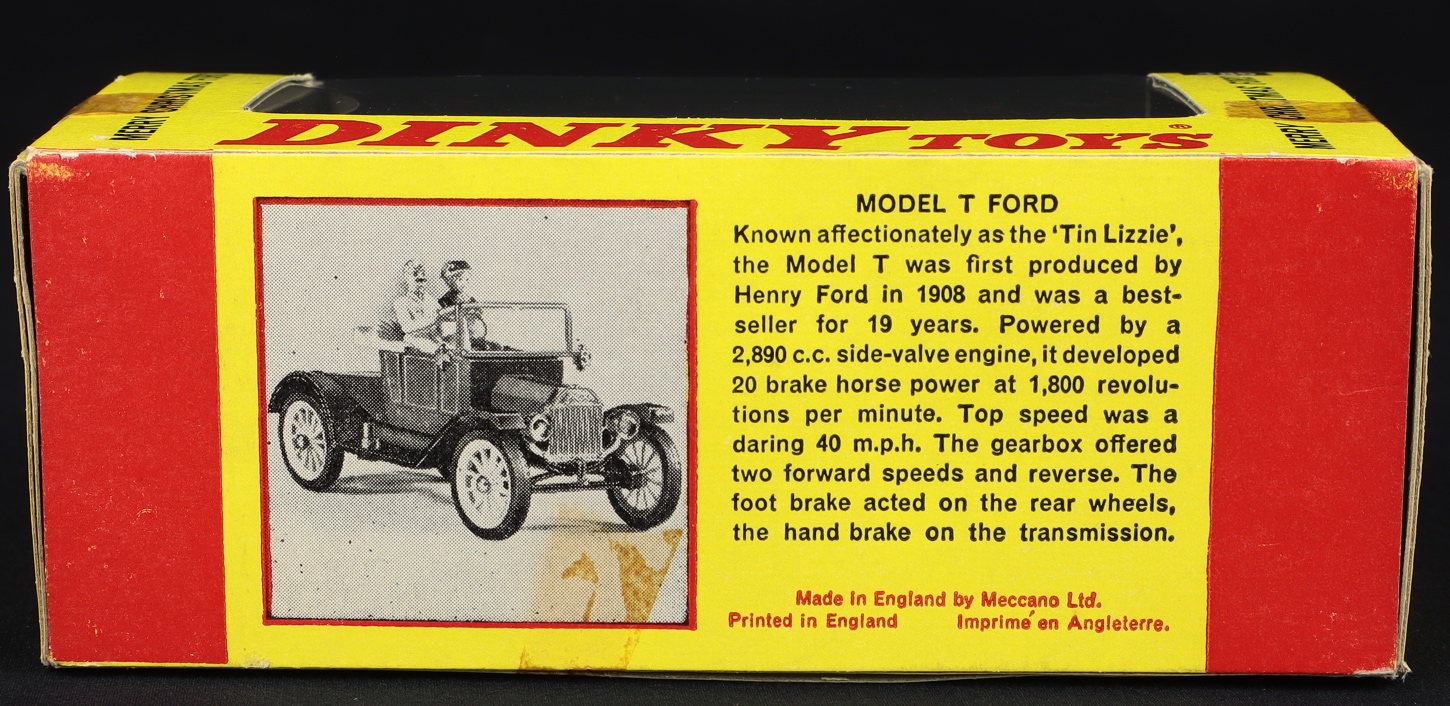 MERRY CHRISTMAS
MERRY CHRISTMAS
DINKY TOYS®
MODEL T FORD
Known affectionately as the ‘Tin Lizzie’,
the Model T was first produced by
Henry Ford in 1908 and was a best-
seller for 19 years. Powered by a
2,890 c.c. side-valve engine, it developed
20 brake horse power at 1,800 revolu-
tions per minute. Top speed was a
daring 40 m.p.h. The gearbox offered
two forward speeds and reverse. The
foot brake acted on the rear wheels,
the hand brake on the transmission.
Made in England by Meccano Ltd.
Printed in England Imprimé en Angleterre.